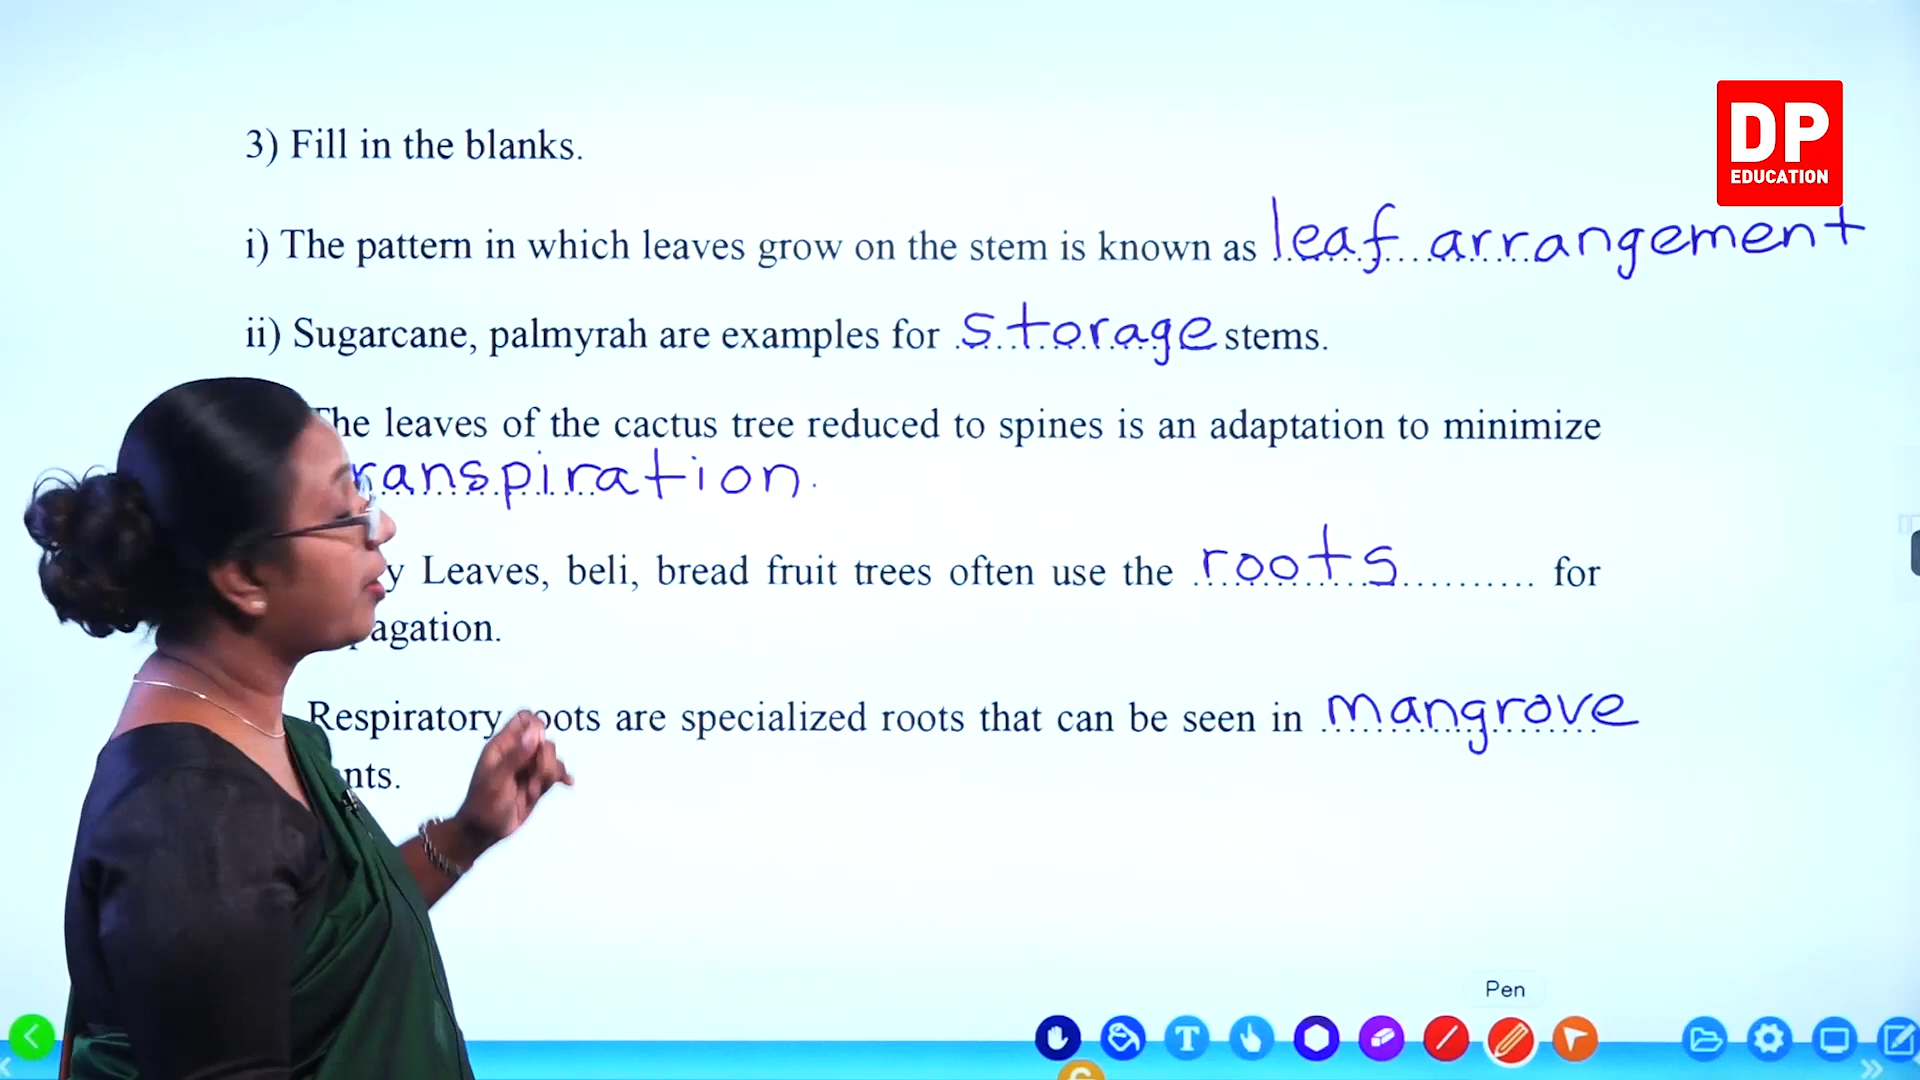 DP
EDUCATION
3) Fill in the blanks.
i) The pattern in which leaves grow on the stem is known as leaf arrangement
ii) Sugarcane, palmyrah are examples for storage stems.
The leaves of the cactus tree reduced to spines is an adaptation to minimize
ranspiration.
y Leaves, beli, bread fruit trees often use the roots for
agation.
Respiratory roots are specialized roots that can be seen in mangrove
nts.
Pen